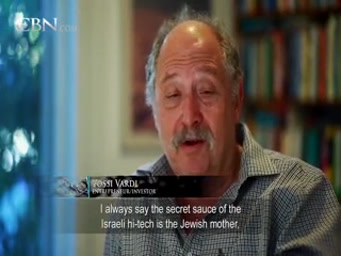 CBN.com
YOSSI VARDI
ENTREPRENEUR/INVESTOR
I always say the secret sauce of the
Israeli hi-tech is the Jewish mother,